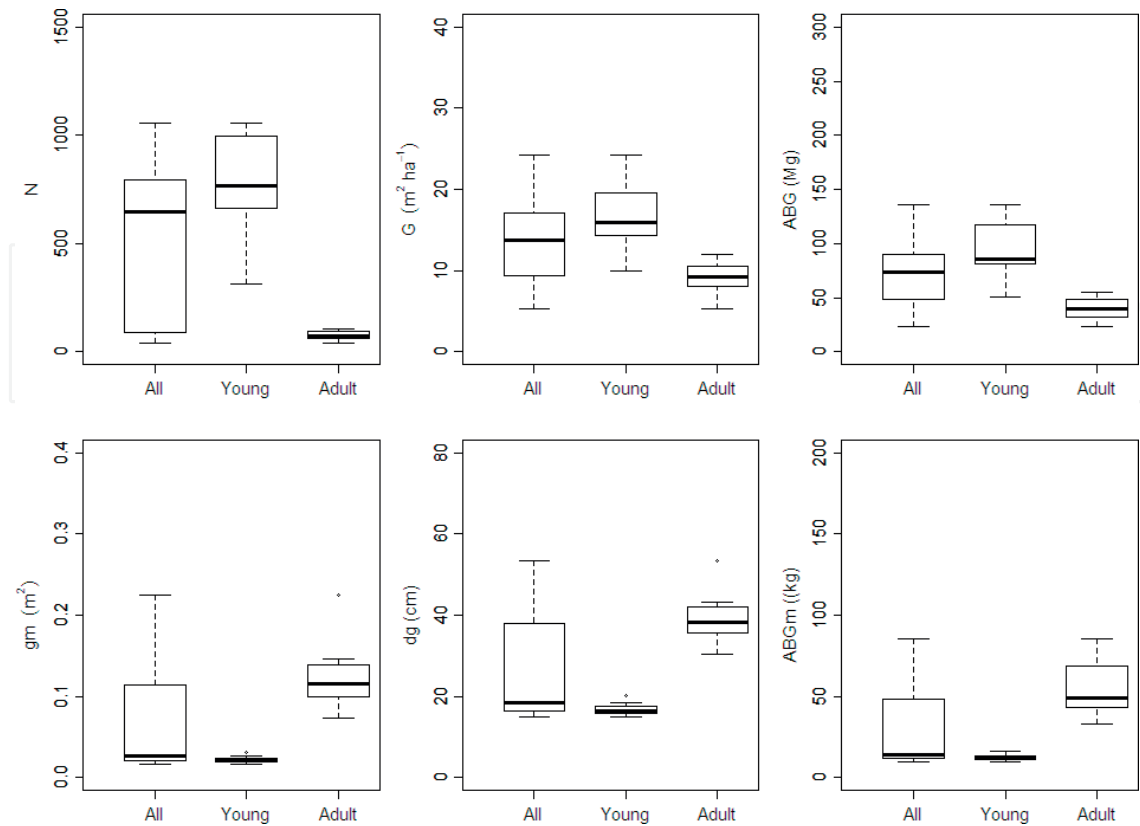 N
1500
1000
500
0
All Young Adult
G (m² ha⁻¹)
40
30
20
10
0
All Young Adult
ABG (Mg)
300
250
200
150
100
50
0
All Young Adult
gm (m²)
0.4
0.3
0.2
0.1
0.0
All Young Adult
dg (cm)
80
60
40
20
0
All Young Adult
ABGm ((kg)
200
150
100
50
0
All Young Adult